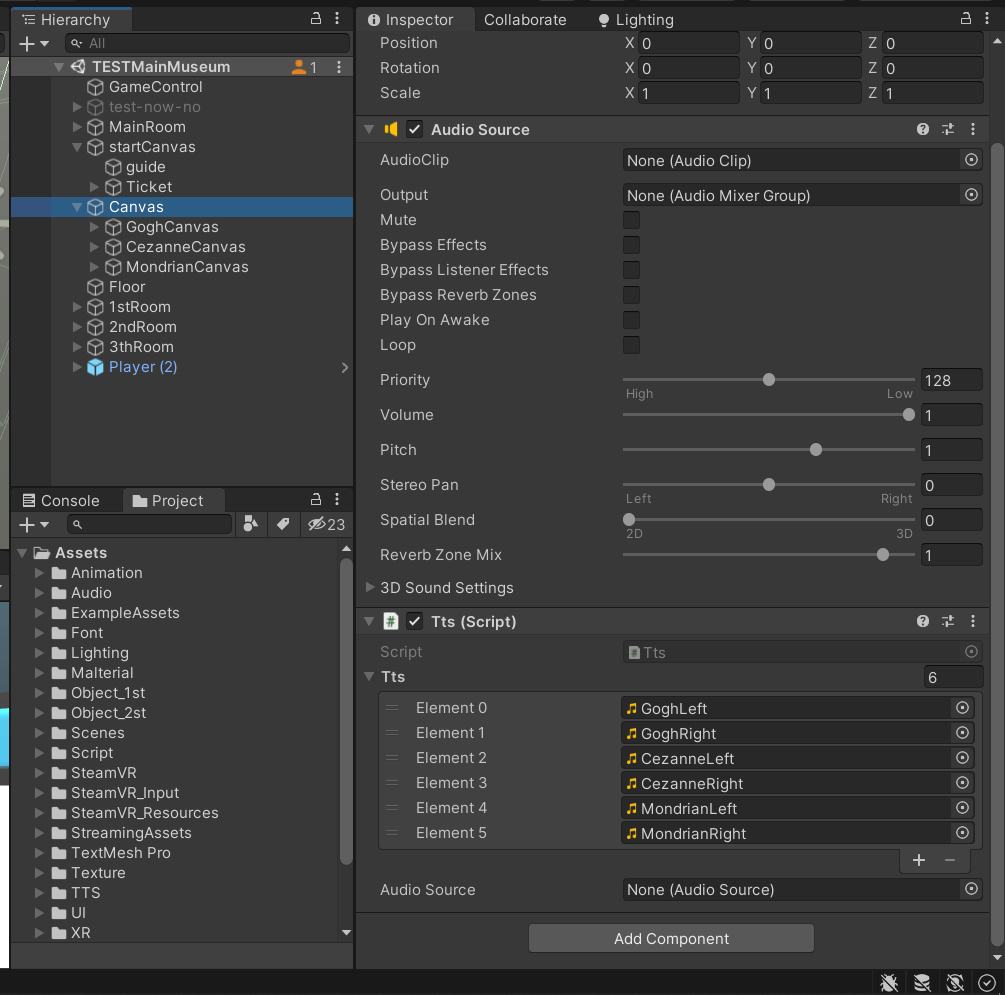 Hierarchy
All
TESTMainMuseum 1
GameControl
test-now-no
MainRoom
startCanvas
guide
Ticket
Canvas
GoghCanvas
CezanneCanvas
MondrianCanvas
Floor
1stRoom
2ndRoom
3thRoom
Player (2)
Console Project
23
Assets
Animation
Audio
ExampleAssets
Font
Lighting
Malterial
Object_1st
Object_2st
Scenes
Script
SteamVR
SteamVR_Input
SteamVR_Resources
StreamingAssets
TextMesh Pro
Texture
TTS
UI
XR
Inspector Collaborate Lighting
Position X 0 Y 0 Z 0
Rotation X 0 Y 0 Z 0
Scale X 1 Y 1 Z 1
Audio Source
AudioClip None (Audio Clip)
Output None (Audio Mixer Group)
Mute
Bypass Effects
Bypass Listener Effects
Bypass Reverb Zones
Play On Awake
Loop
Priority 128
High Low
Volume 1
Pitch 1
Stereo Pan 0
Left Right
Spatial Blend 0
2D 3D
Reverb Zone Mix 1
3D Sound Settings
# Tts (Script)
Script # Tts
Tts 6
Element 0 GoghLeft
Element 1 GoghRight
Element 2 CezanneLeft
Element 3 CezanneRight
Element 4 MondrianLeft
Element 5 MondrianRight
Audio Source None (Audio Source)
Add Component